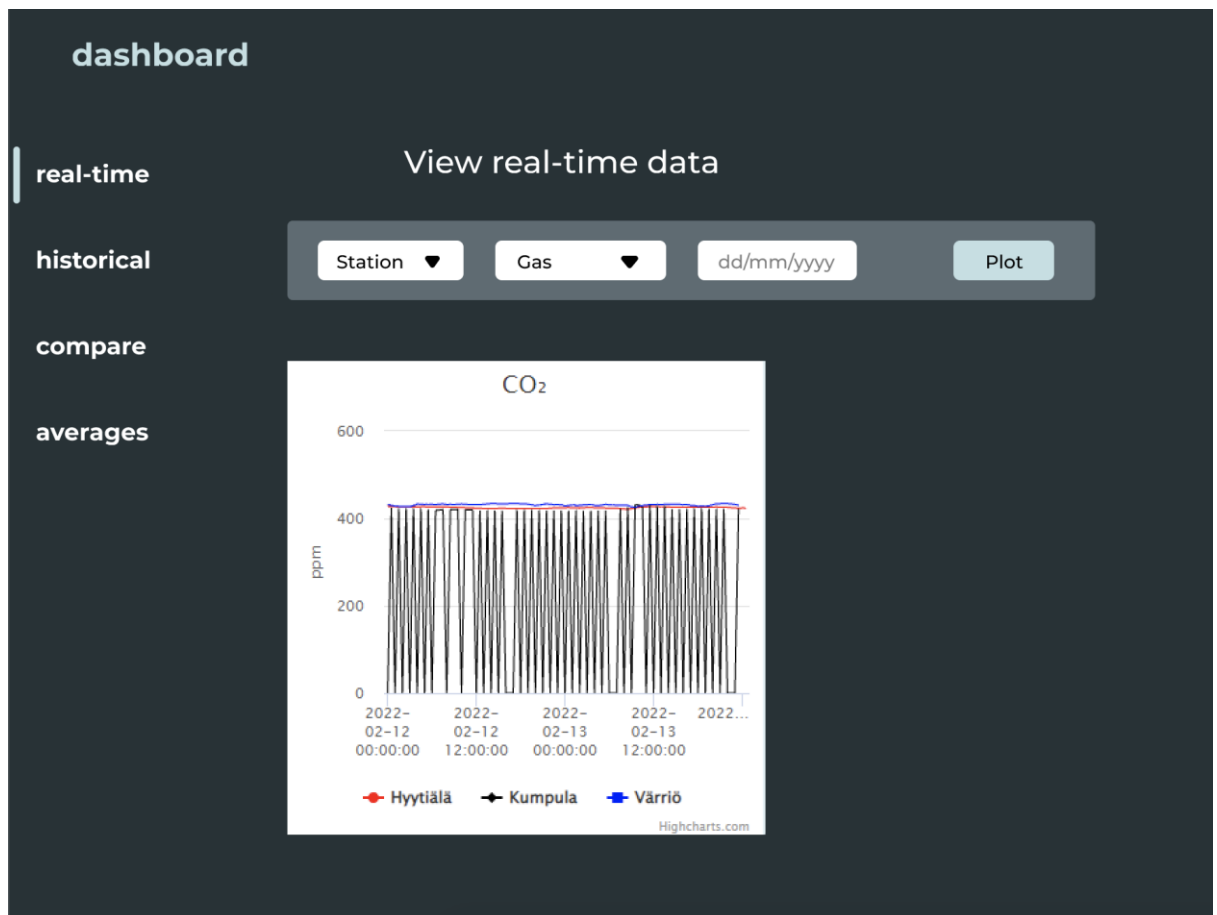 dashboard
real-time
historical
compare
averages
View real-time data
Station
Gas
dd/mm/yyyy
Plot
CO₂
600
400
200
0
ppm
2022-
02-12
00:00:00
2022-
02-12
12:00:00
2022-
02-13
00:00:00
2022-
02-13
12:00:00
2022...
Hyytiälä
Kumpula
Värriö
Highcharts.com